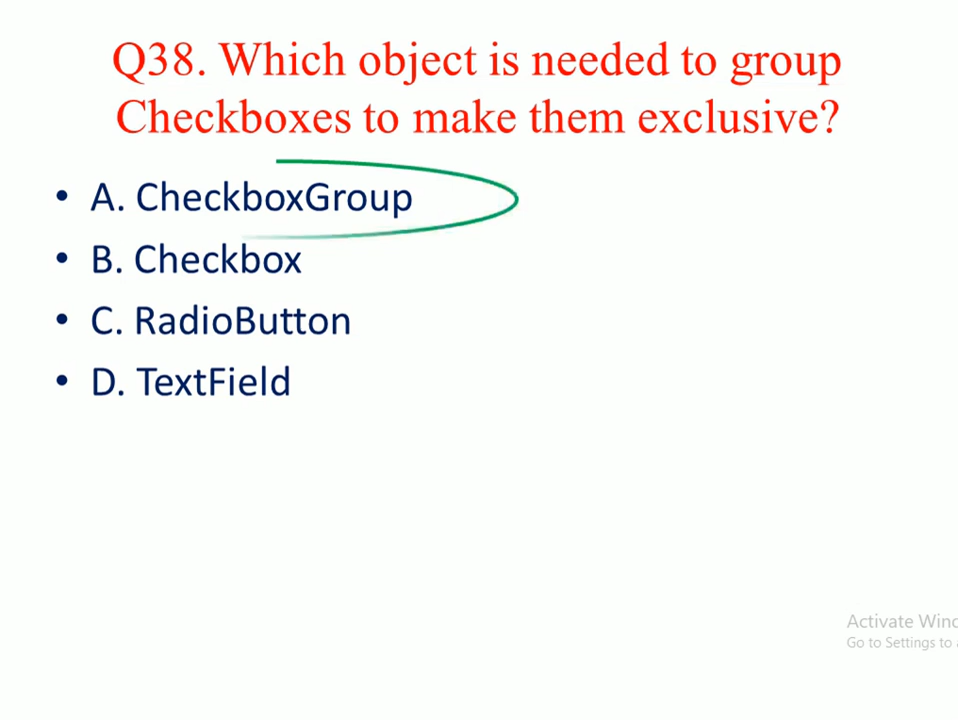 Q38. Which object is needed to group
Checkboxes to make them exclusive?
• A. CheckboxGroup
• B. Checkbox
• C. RadioButton
• D. TextField
Activate Wind
Go to Settings to